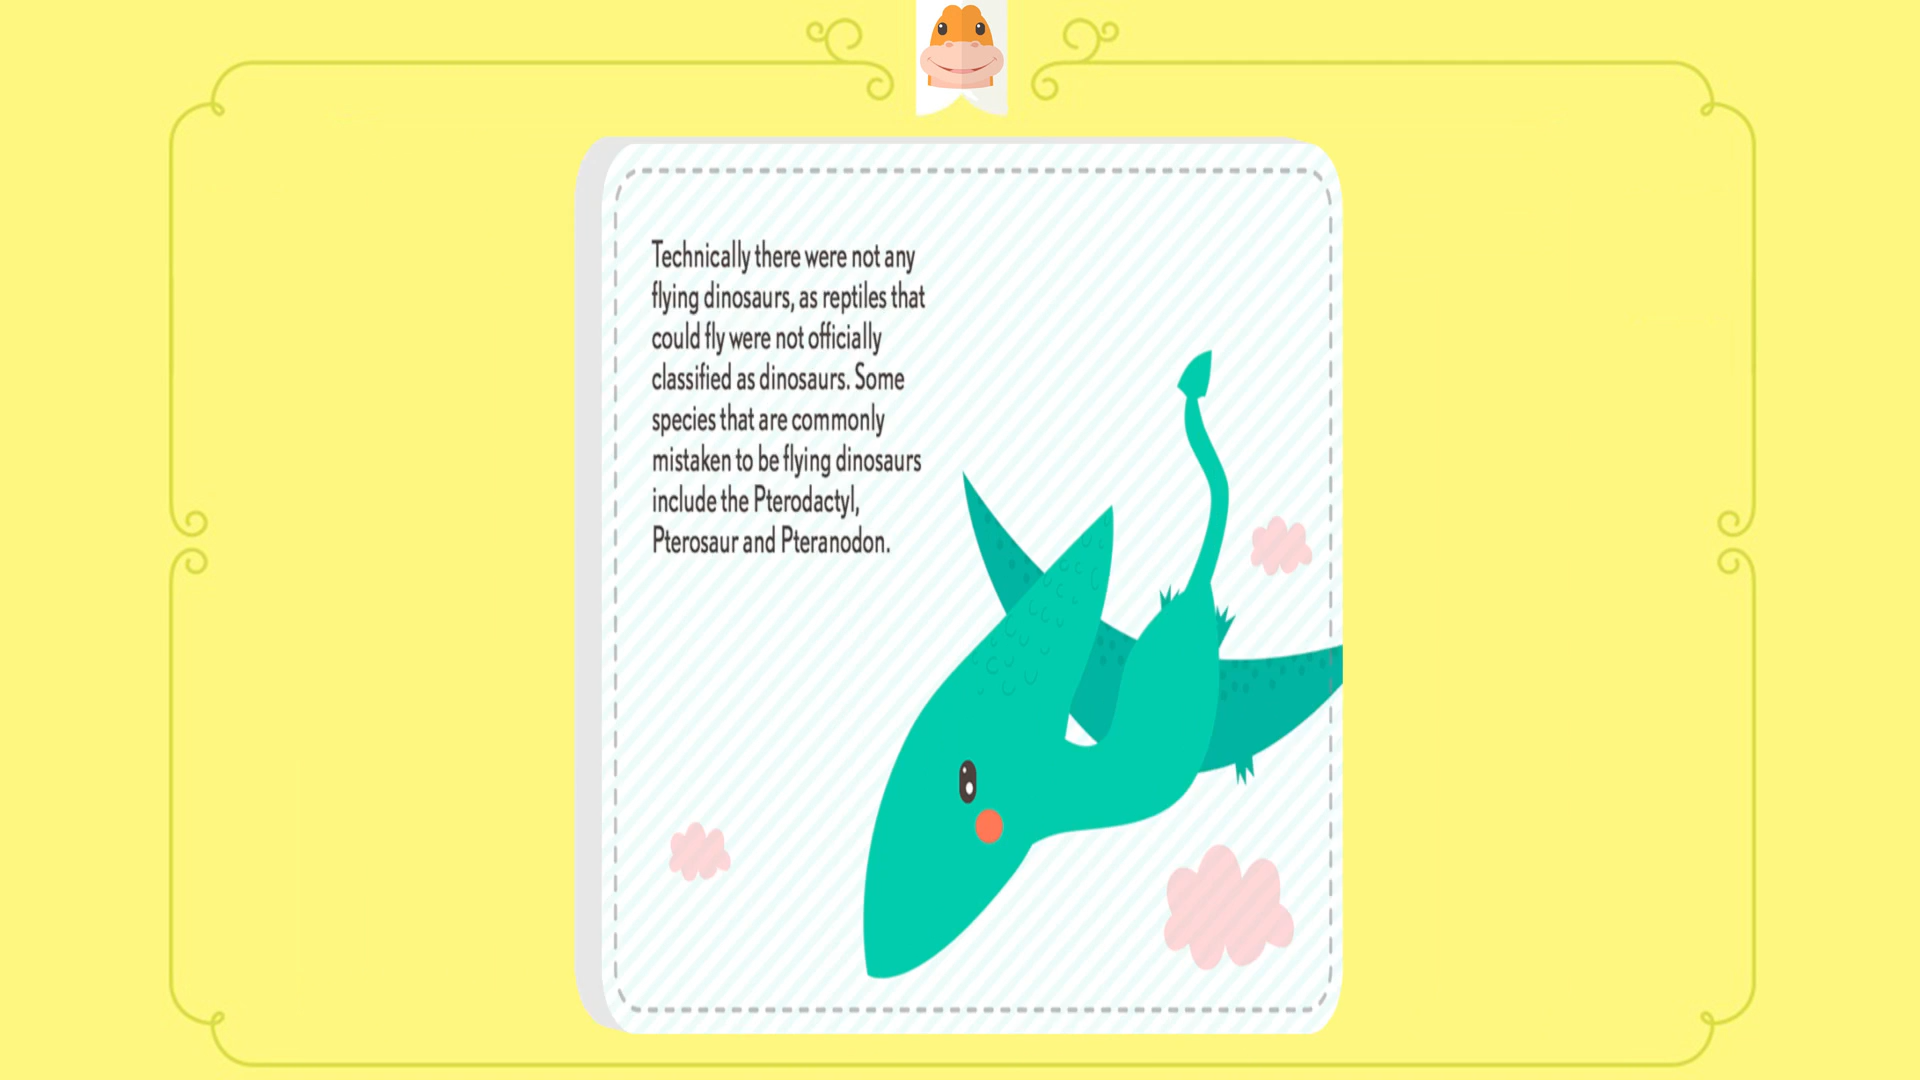 Technically there were not any
flying dinosaurs, as reptiles that
could fly were not officially
classified as dinosaurs. Some
species that are commonly
mistaken to be flying dinosaurs
include the Pterodactyl,
Pterosaur and Pteranodon.